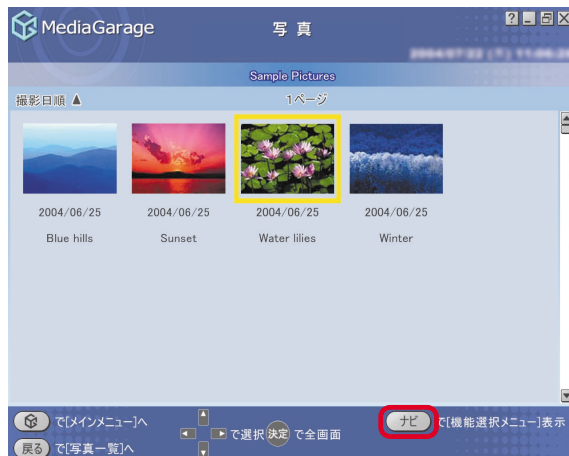 MediaGarage
写真
? _ X
Sample Pictures
撮影日順 ▲
1ページ
2004/06/25 2004/06/25 2004/06/25 2004/06/25
Blue hills Sunset Water lilies Winter
で[メインメニュー]へ
で選択 決定 で全画面
ナビ で[機能選択メニュー]表示
戻る で[写真一覧]へ